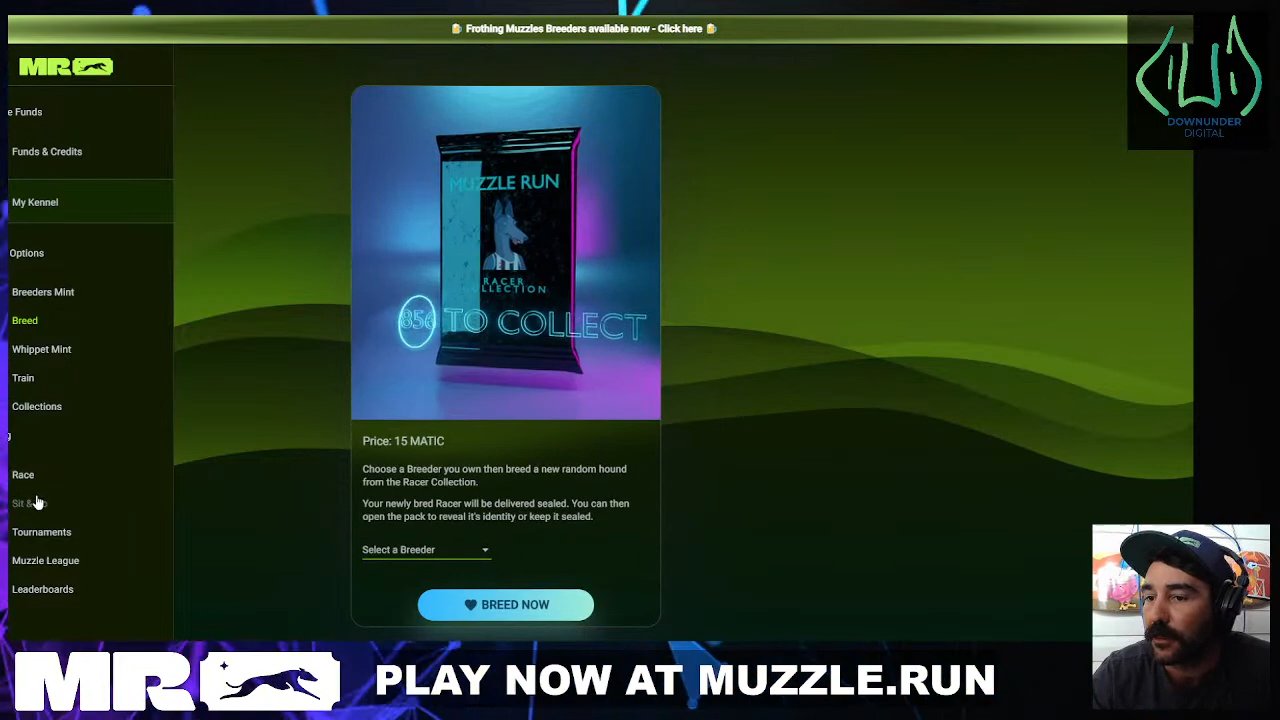 🍺 Frothing Muzzles Breeders available now - Click here 🍺
MR
DOWNUNDER
DIGITAL
e Funds
Funds & Credits
My Kennel
Options
Breeders Mint
Breed
Whippet Mint
Train
Collections
g
Race
Sit &
Tournaments
Muzzle League
Leaderboards
MUZZLE RUN
RACER
COLLECTION
856 TO COLLECT
Price: 15 MATIC
Choose a Breeder you own then breed a new random hound
from the Racer Collection.
Your newly bred Racer will be delivered sealed. You can then
open the pack to reveal it's identity or keep it sealed.
Select a Breeder
BREED NOW
MR PLAY NOW AT MUZZLE.RUN